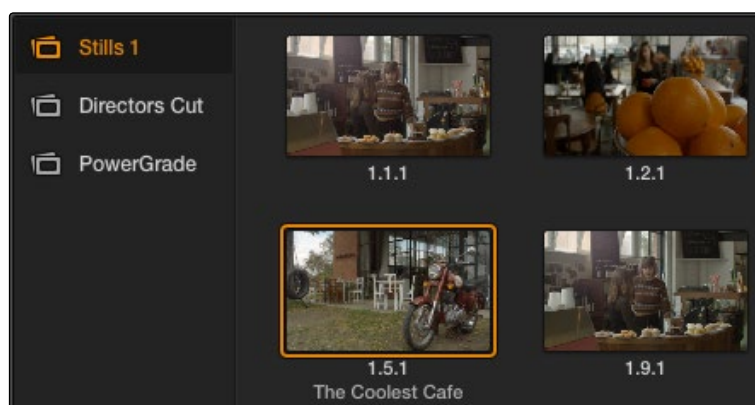 Stills 1
Directors Cut
PowerGrade
1.1.1
1.2.1
1.5.1
The Coolest Cafe
1.9.1